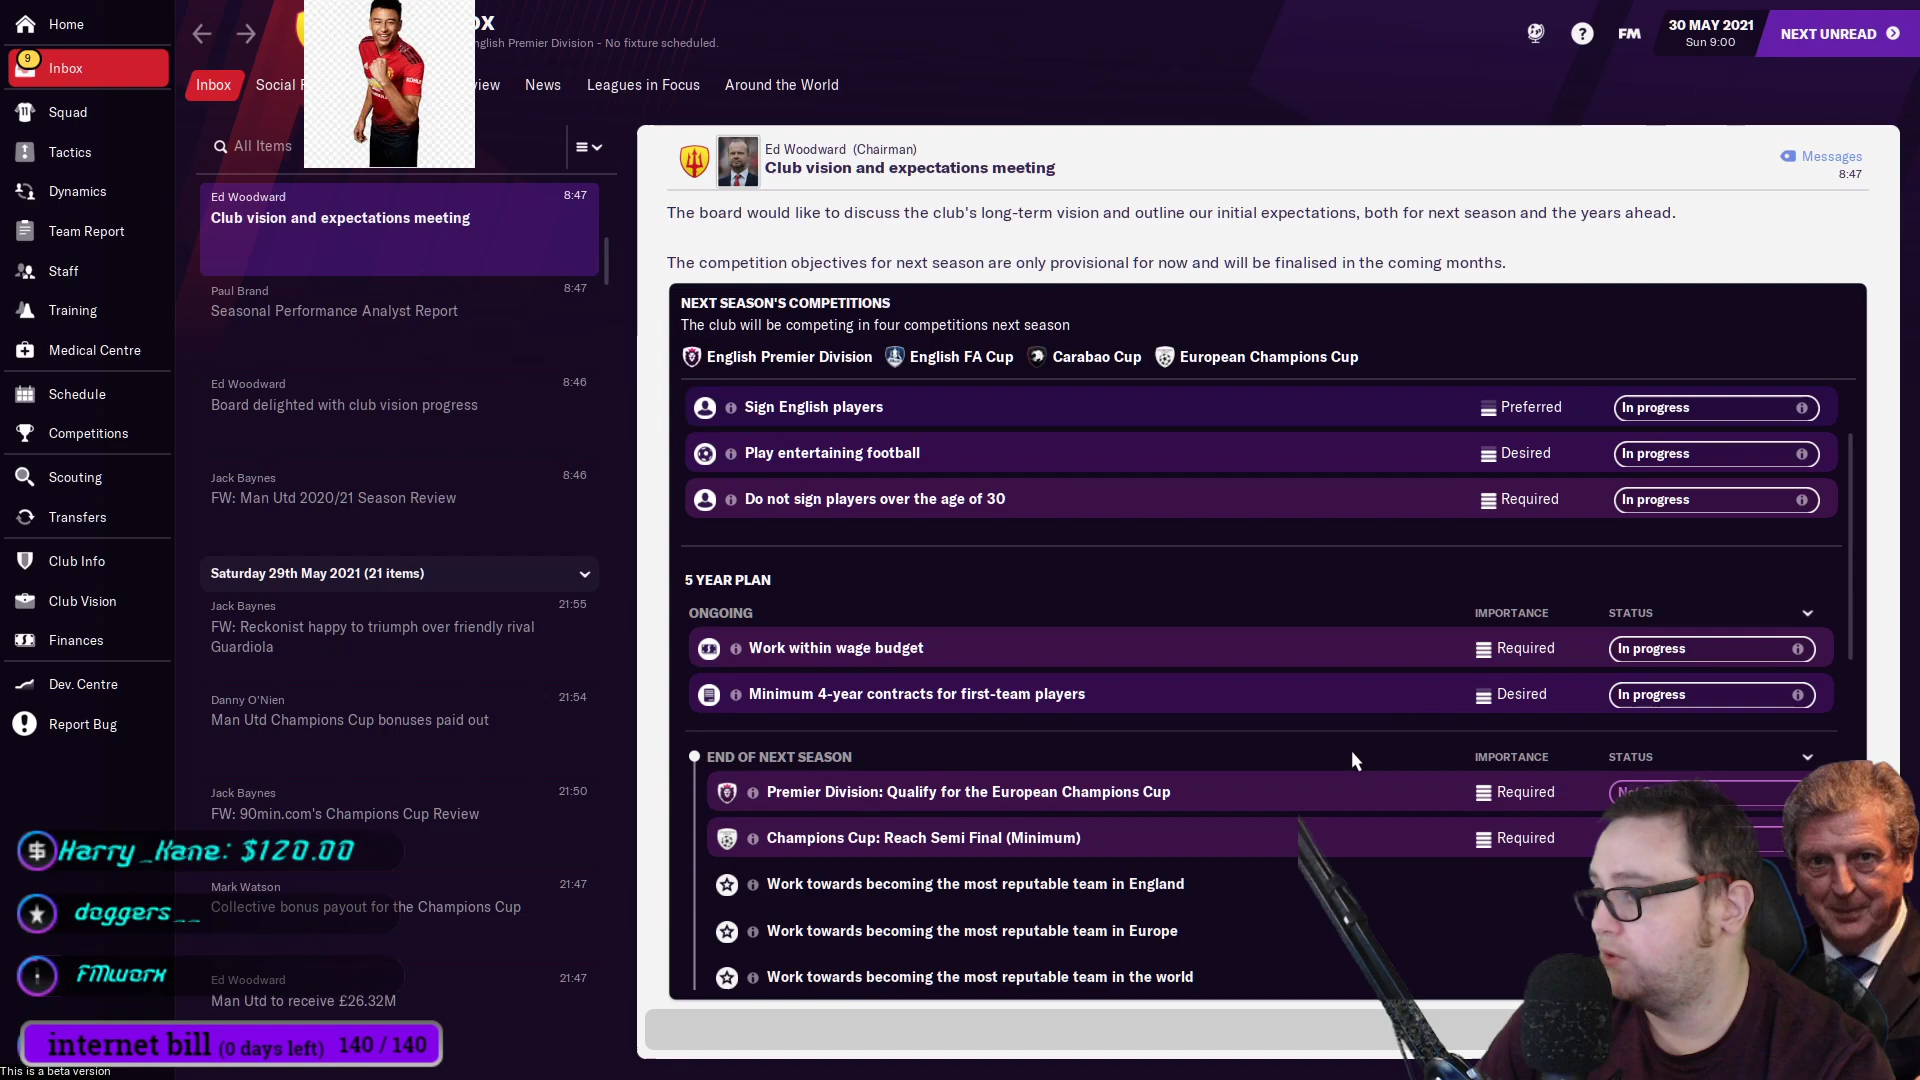 Home
9
Inbox
Squad
Tactics
Dynamics
Team Report
Staff
Training
Medical Centre
Schedule
Competitions
Scouting
Transfers
Club Info
Club Vision
Finances
Dev. Centre
Report Bug
English Premier Division - No fixture scheduled.
FM
30 MAY 2021
Sun 9:00
NEXT UNREAD
Inbox
Social
News
Leagues in Focus
Around the World
All Items
Ed Woodward 8:47
Club vision and expectations meeting
Paul Brand 8:47
Seasonal Performance Analyst Report
Ed Woodward 8:46
Board delighted with club vision progress
Jack Baynes 8:46
FW: Man Utd 2020/21 Season Review
Saturday 29th May 2021 (21 items)
Jack Baynes 21:55
FW: Reckonist happy to triumph over friendly rival
Guardiola
Danny O'Nien 21:54
Man Utd Champions Cup bonuses paid out
Jack Baynes 21:50
FW: 90min.com's Champions Cup Review
Mark Watson 21:47
Collective bonus payout for the Champions Cup
Ed Woodward 21:47
Man Utd to receive £26.32M
Ed Woodward (Chairman)
Club vision and expectations meeting
Messages
8:47
The board would like to discuss the club's long-term vision and outline our initial expectations, both for next season and the years ahead.
The competition objectives for next season are only provisional for now and will be finalised in the coming months.
NEXT SEASON'S COMPETITIONS
The club will be competing in four competitions next season
English Premier Division English FA Cup Carabao Cup European Champions Cup
Sign English players Preferred In progress
Play entertaining football Desired In progress
Do not sign players over the age of 30 Required In progress
5 YEAR PLAN
ONGOING IMPORTANCE STATUS
Work within wage budget Required In progress
Minimum 4-year contracts for first-team players Desired In progress
END OF NEXT SEASON IMPORTANCE STATUS
Premier Division: Qualify for the European Champions Cup Required
Champions Cup: Reach Semi Final (Minimum) Required
Work towards becoming the most reputable team in England
Work towards becoming the most reputable team in Europe
Work towards becoming the most reputable team in the world
Harry_Kane: $120.00
daggers__
FMworx
internet bill (0 days left) 140 / 140
This is a beta version